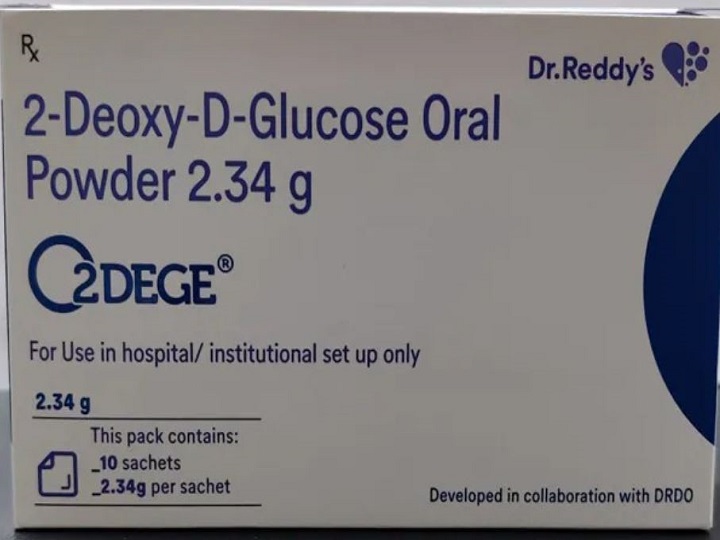 Rx
Dr.Reddy's
2-Deoxy-D-Glucose Oral
Powder 2.34 g
2DEGE®
For Use in hospital/ institutional set up only
2.34 g
This pack contains:
_10 sachets
_2.34g per sachet
Developed in collaboration with DRDO